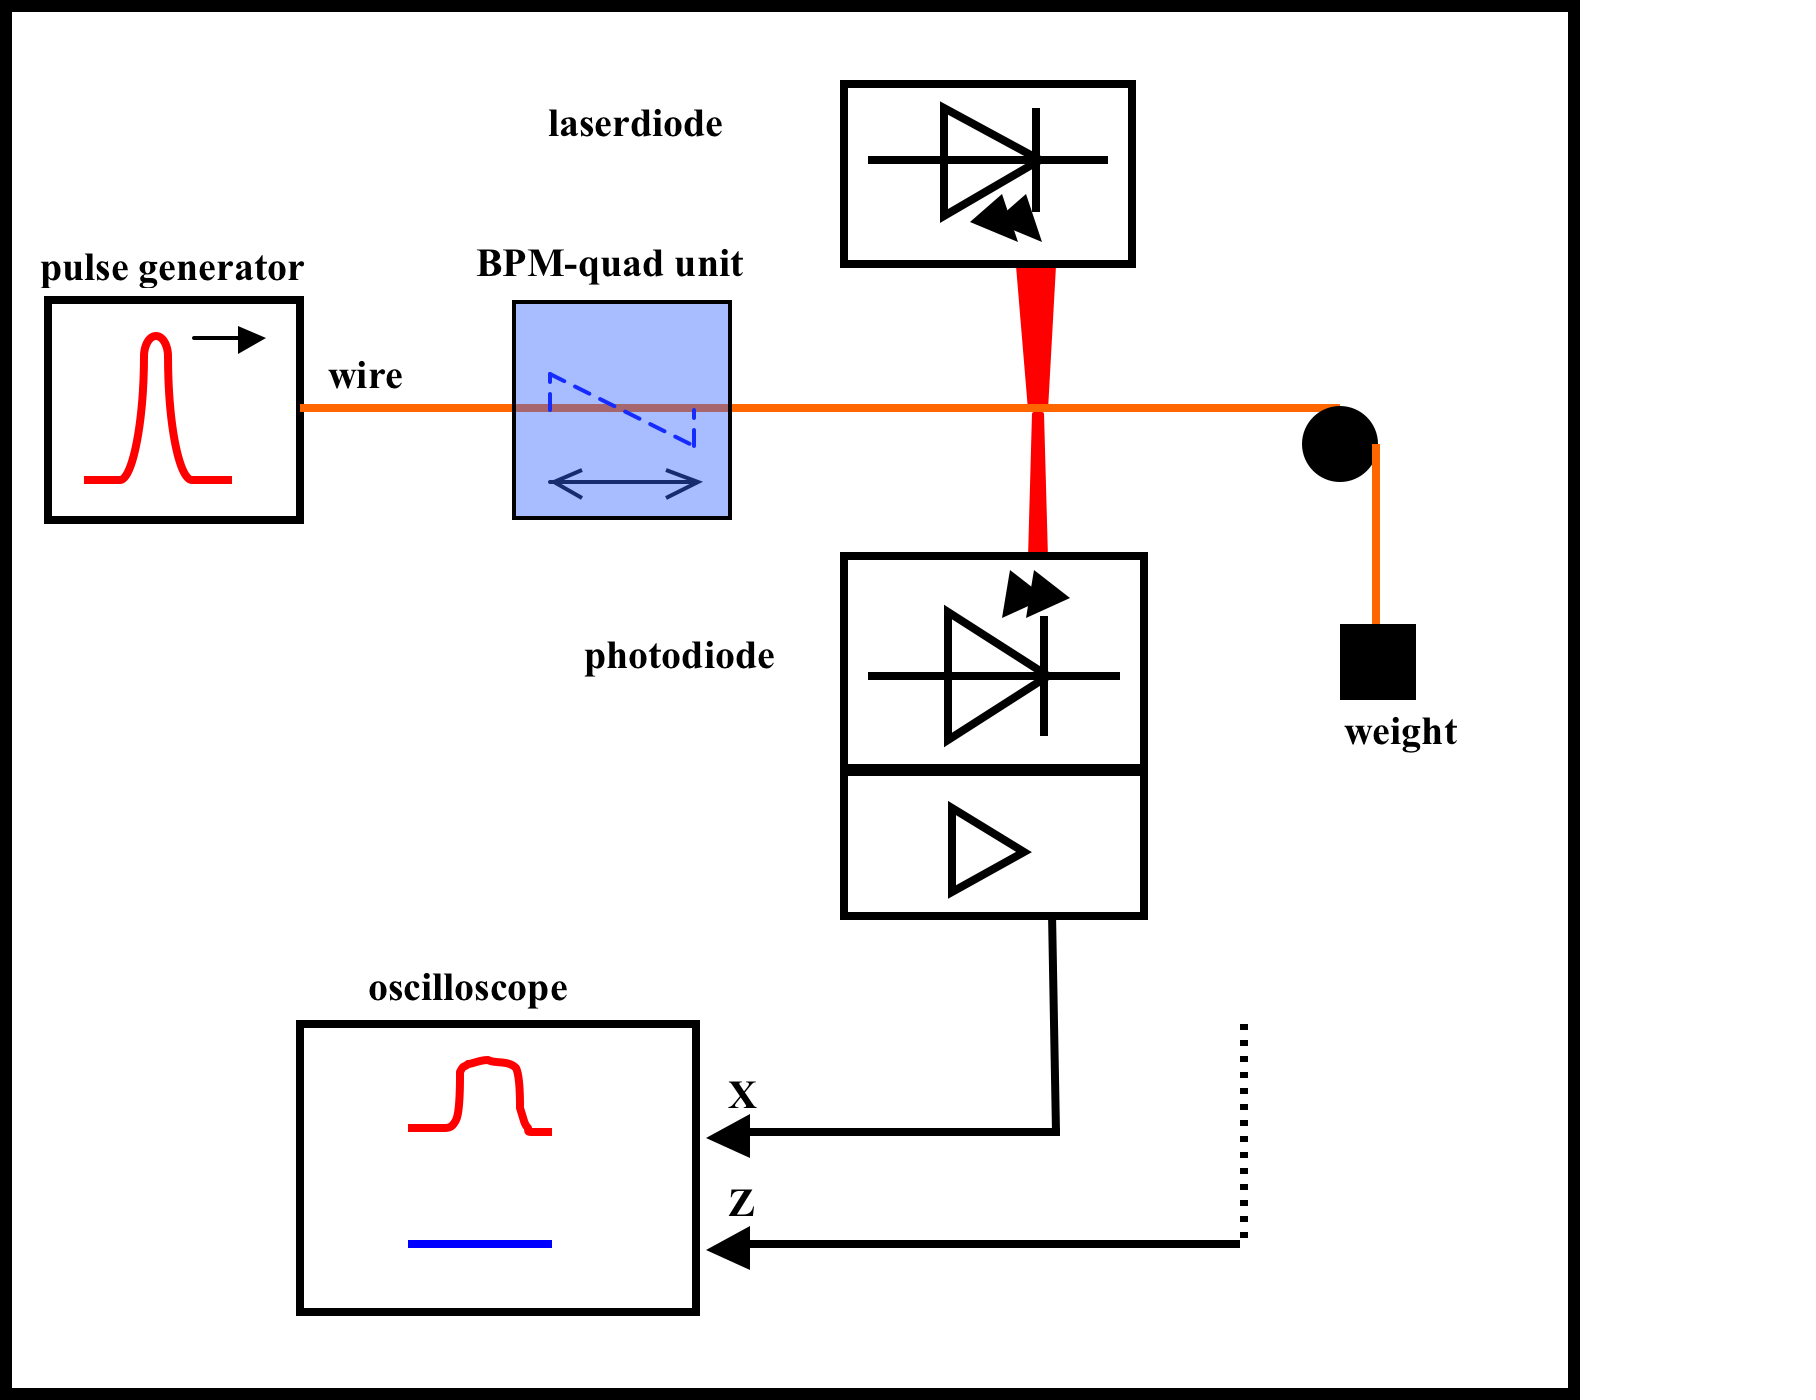 laserdiode
pulse generator
BPM-quad unit
wire
photodiode
weight
oscilloscope
X
Z